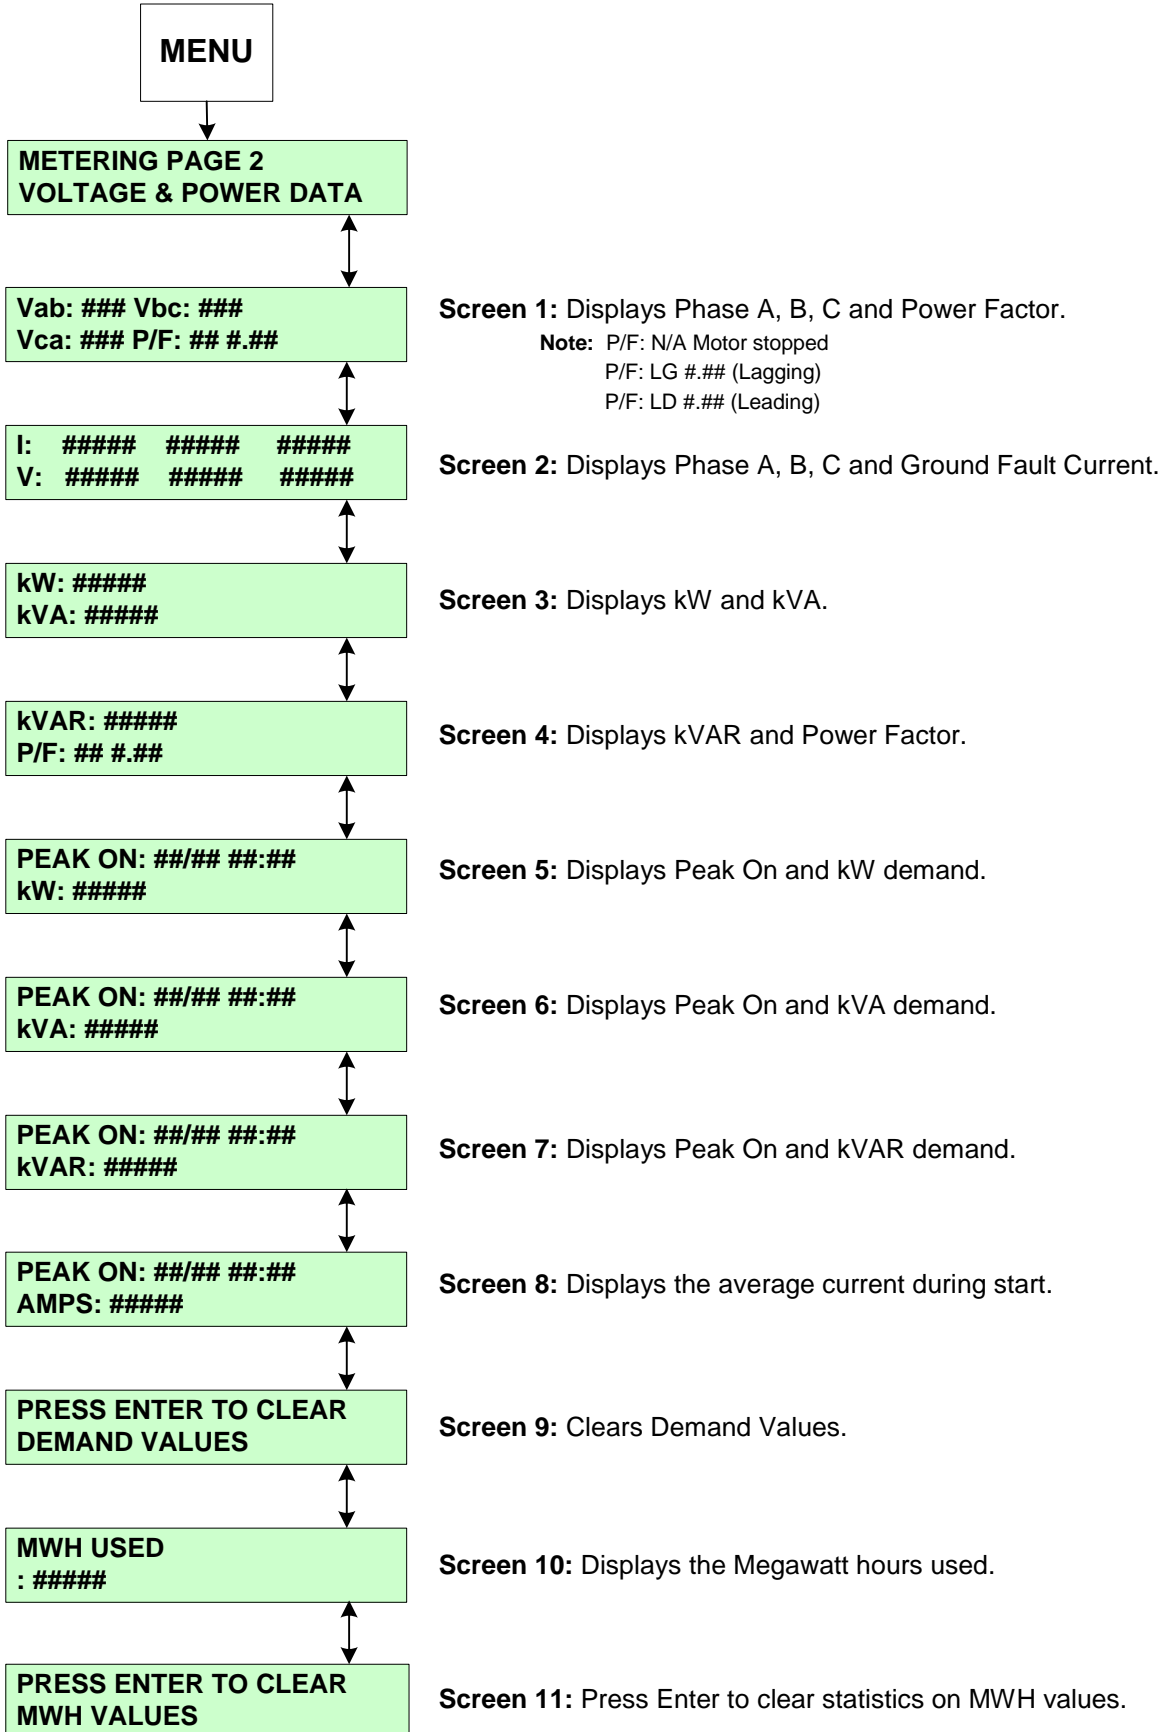 MENU
METERING PAGE 2
VOLTAGE & POWER DATA
Vab: ### Vbc: ###
Vca: ### P/F: ## #.##
Screen 1: Displays Phase A, B, C and Power Factor.
Note: P/F: N/A Motor stopped
P/F: LG #.## (Lagging)
P/F: LD #.## (Leading)
I: ##### ##### #####
V: ##### ##### #####
Screen 2: Displays Phase A, B, C and Ground Fault Current.
kW: #####
kVA: #####
Screen 3: Displays kW and kVA.
kVAR: #####
P/F: ## #.##
Screen 4: Displays kVAR and Power Factor.
PEAK ON: ##/## ##:##
kW: #####
Screen 5: Displays Peak On and kW demand.
PEAK ON: ##/## ##:##
kVA: #####
Screen 6: Displays Peak On and kVA demand.
PEAK ON: ##/## ##:##
kVAR: #####
Screen 7: Displays Peak On and kVAR demand.
PEAK ON: ##/## ##:##
AMPS: #####
Screen 8: Displays the average current during start.
PRESS ENTER TO CLEAR
DEMAND VALUES
Screen 9: Clears Demand Values.
MWH USED
: #####
Screen 10: Displays the Megawatt hours used.
PRESS ENTER TO CLEAR
MWH VALUES
Screen 11: Press Enter to clear statistics on MWH values.